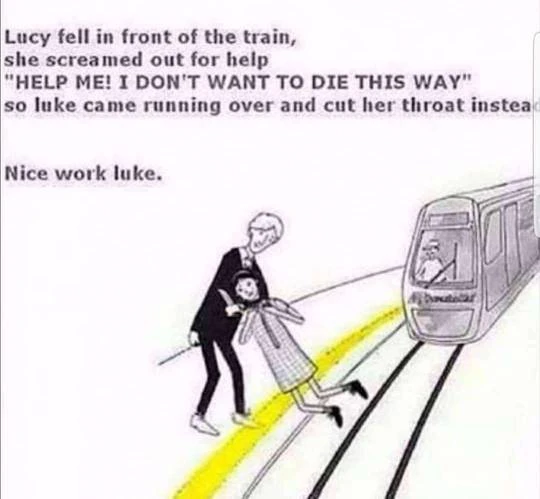 Lucy fell in front of the train,
she screamed out for help
"HELP ME! I DON'T WANT TO DIE THIS WAY"
so luke came running over and cut her throat instead
Nice work luke.